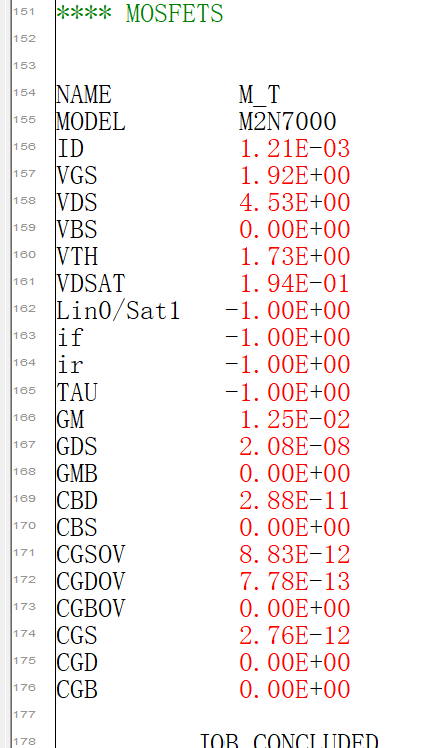 151 **** MOSFETS
152
153
154 NAME M_T
155 MODEL M2N7000
156 ID 1.21E-03
157 VGS 1.92E+00
158 VDS 4.53E+00
159 VBS 0.00E+00
160 VTH 1.73E+00
161 VDSAT 1.94E-01
162 Lin0/Sat1 -1.00E+00
163 if -1.00E+00
164 ir -1.00E+00
165 TAU -1.00E+00
166 GM 1.25E-02
167 GDS 2.08E-08
168 GMB 0.00E+00
169 CBD 2.88E-11
170 CBS 0.00E+00
171 CGSOV 8.83E-12
172 CGDOV 7.78E-13
173 CGBOV 0.00E+00
174 CGS 2.76E-12
175 CGD 0.00E+00
176 CGB 0.00E+00
177
178 JOB CONCLUDED